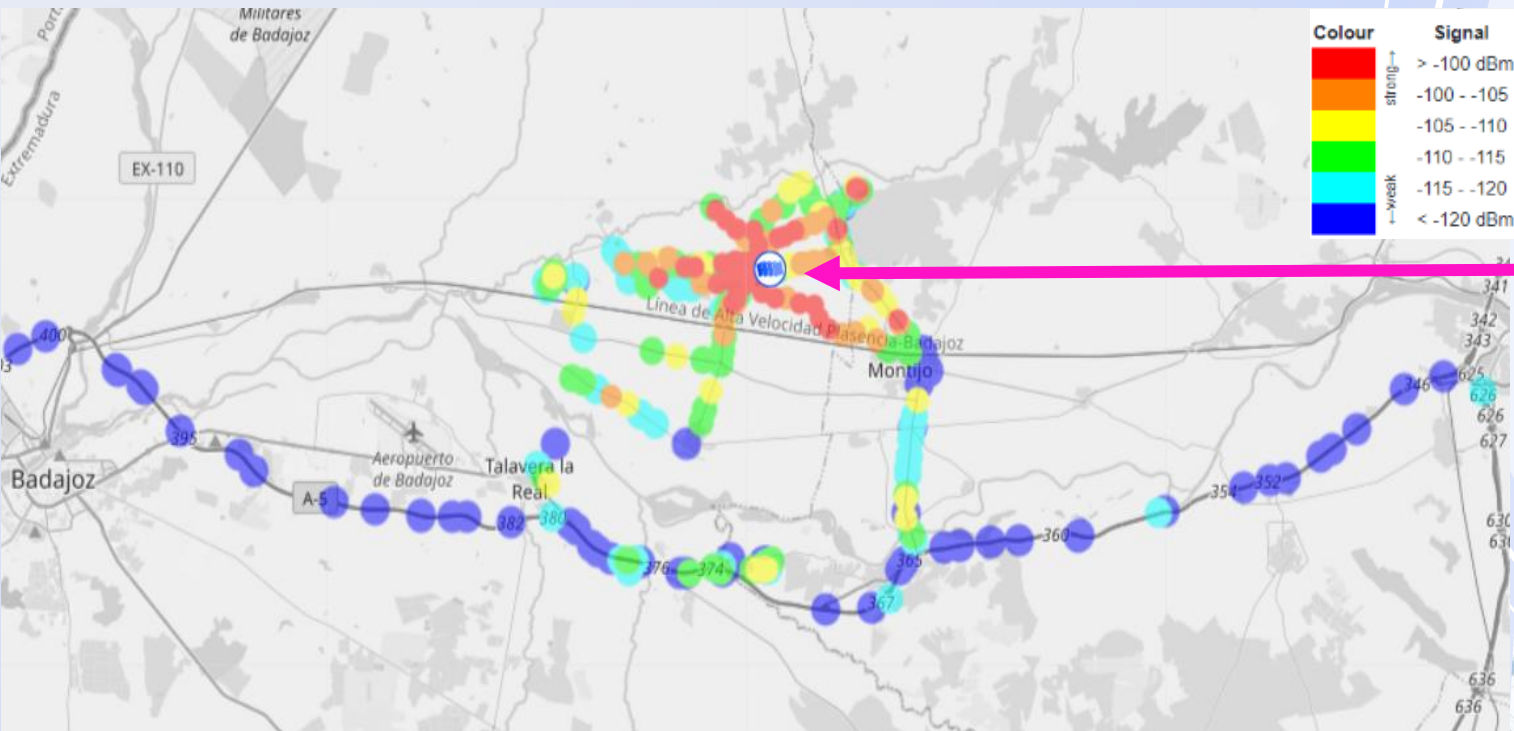 Militares
de Badajoz
Extremadura
EX-110
Colour Signal
strong→
> -100 dBm
-100 - -105
-105 - -110
-110 - -115
←weak
-115 - -120
< -120 dBm
Línea de Alta Velocidad Plasencia-Badajoz
Montijo
400
395
Badajoz
Aeropuerto
de Badajoz
Talavera la
Real
A-5
382
380
376
374
367
365
360
354
352
346
341
342
343
625
626
626
627
630
636
636